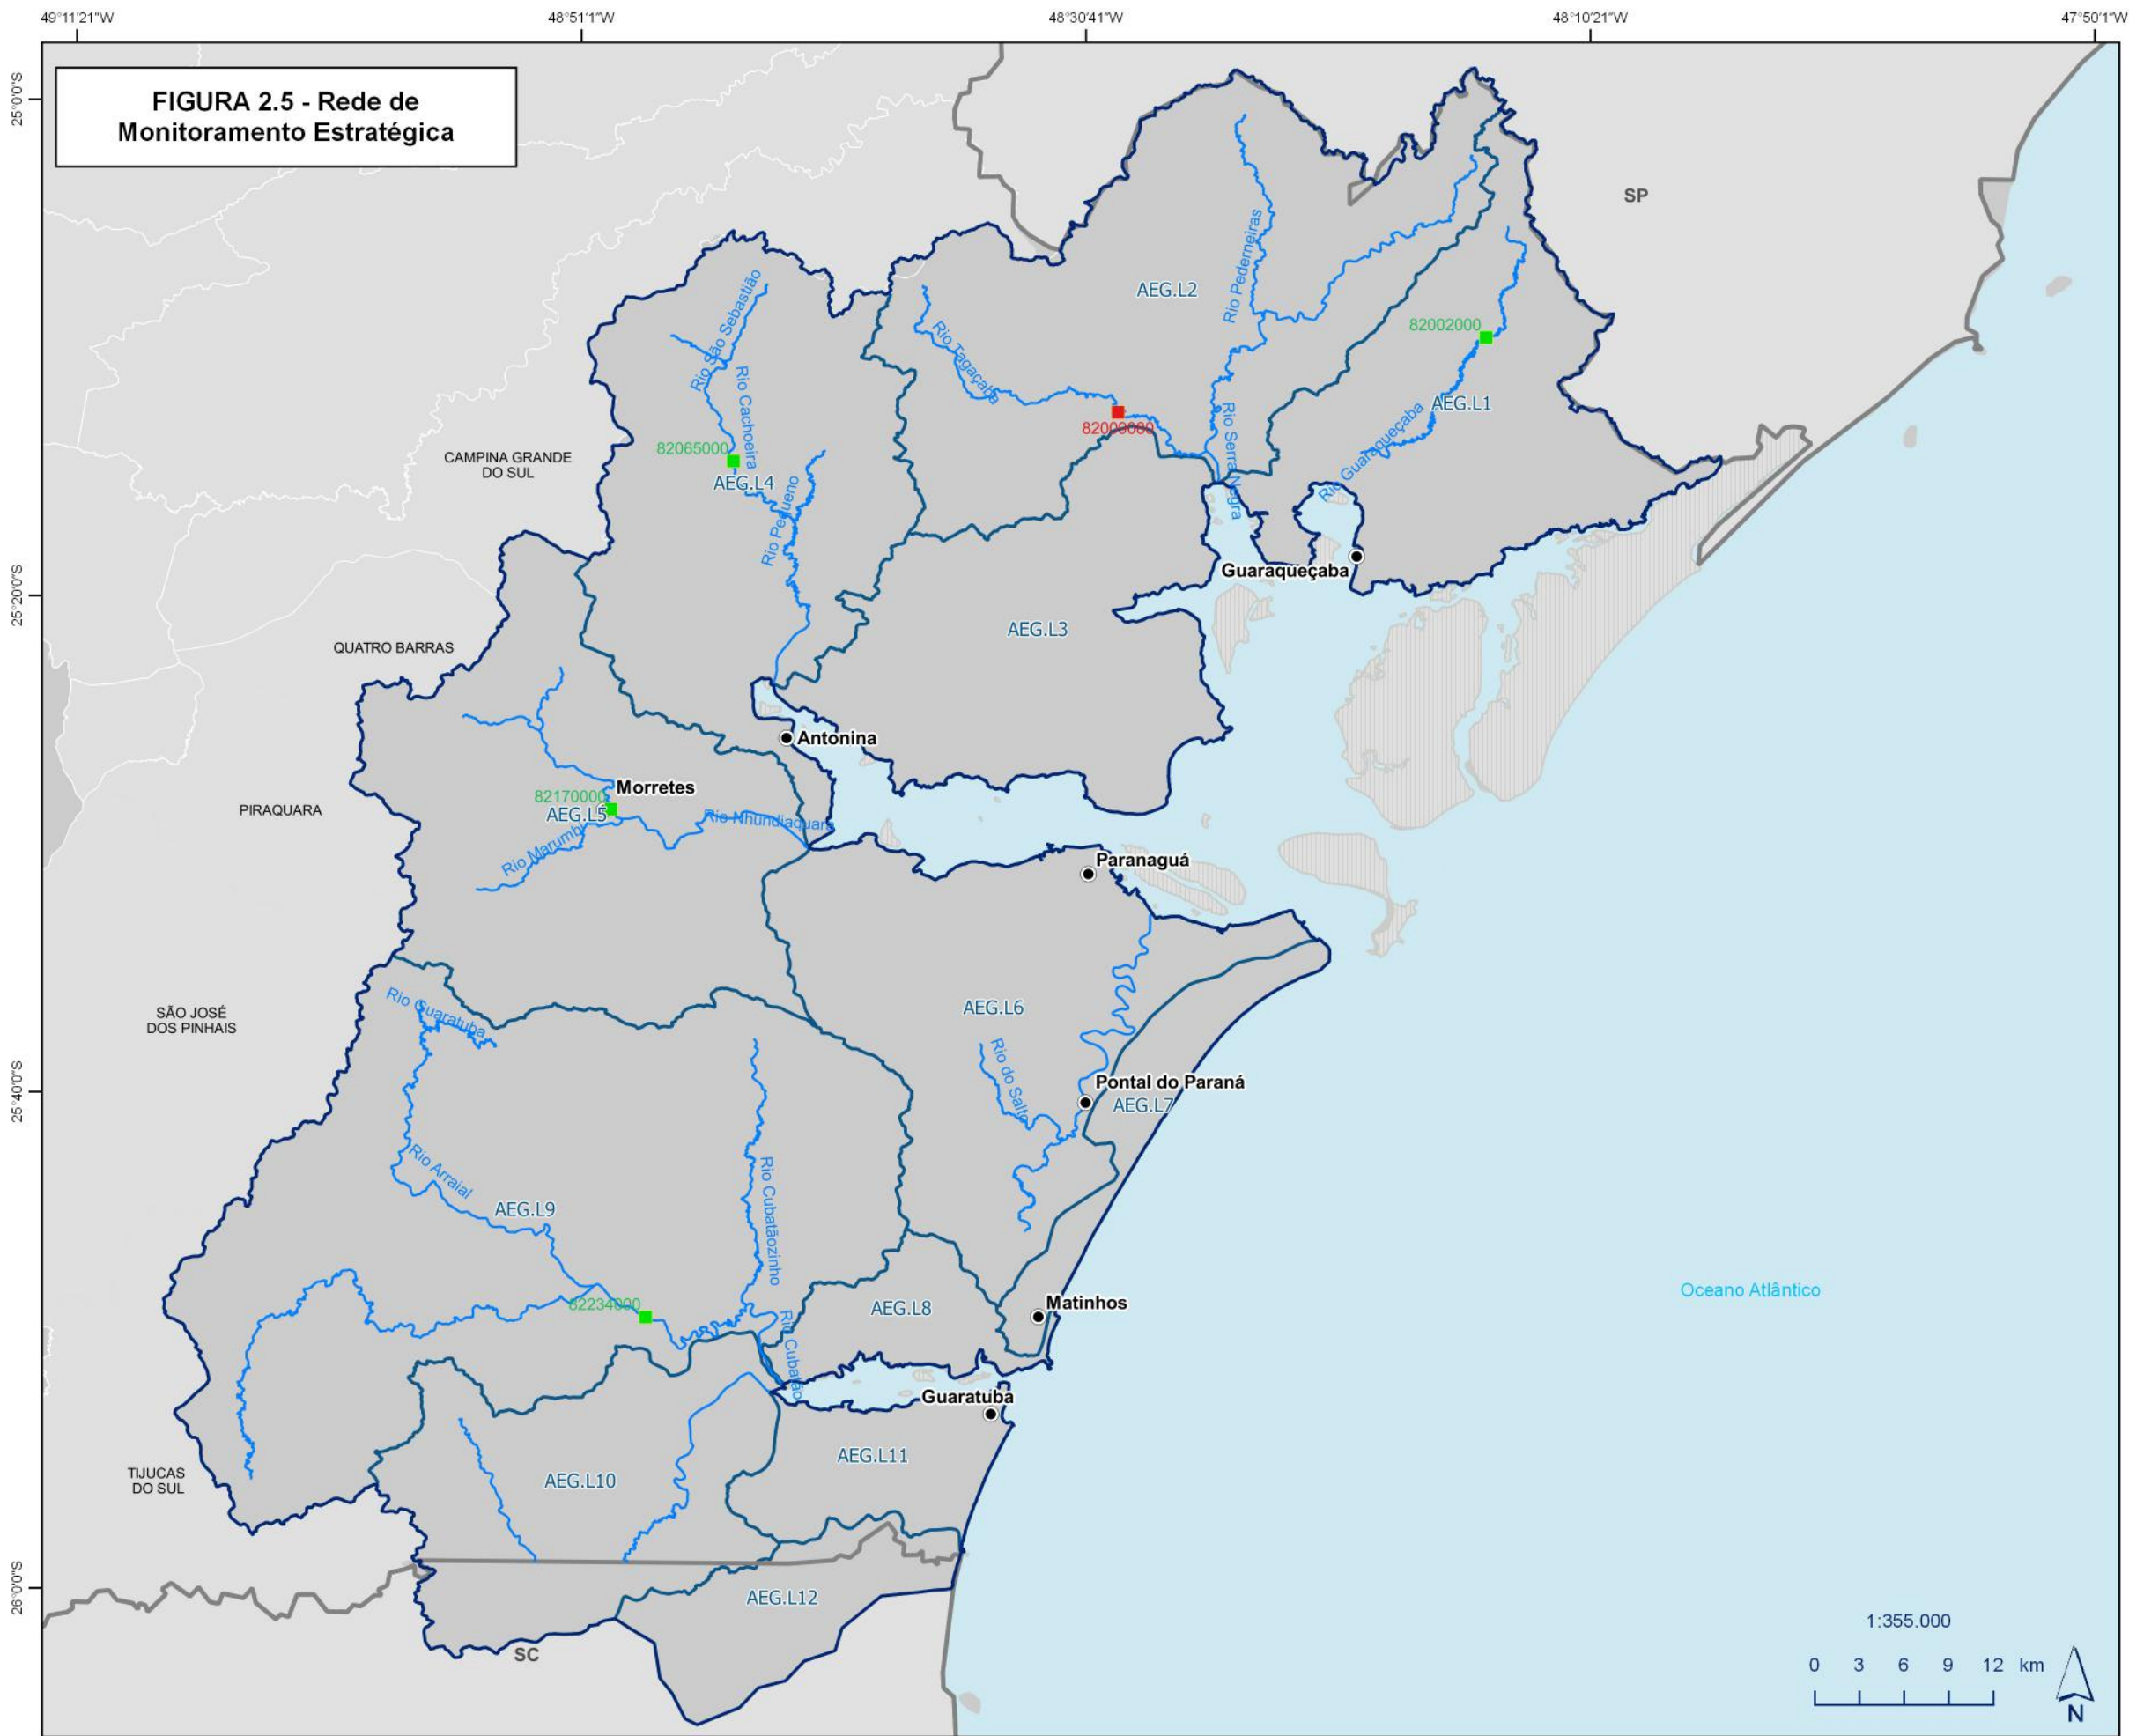 49°11'21"W
48°51'1"W
48°30'41"W
48°10'21"W
47°50'1"W
25°0'0"S
FIGURA 2.5 - Rede de
Monitoramento Estratégica
SP
Rio Pederneiras
AEG.L2
Rio São Sebastião
Rio Tagaçaba
82002000
Rio Cachoeira
AEG.L1
82009080
Rio Serra Negra
Rio Guaraqueçaba
82065000
CAMPINA GRANDE
DO SUL
AEG.L4
Rio Pequeno
Guaraqueçaba
25°20'0"S
AEG.L3
QUATRO BARRAS
Antonina
Morretes
82170000
AEG.L5
PIRAQUARA
Rio Nhundiaquara
Rio Marumbi
Paranaguá
Rio Guaratuba
AEG.L6
SÃO JOSÉ
DOS PINHAIS
Rio do Salto
25°40'0"S
Pontal do Paraná
AEG.L7
Rio Arraial
AEG.L9
Rio Cubatãozinho
Oceano Atlântico
82234000
AEG.L8
Matinhos
Rio Cubatão
Guaratuba
AEG.L11
AEG.L10
TIJUCAS
DO SUL
26°0'0"S
AEG.L12
SC
1:355.000
0 3 6 9 12 km
N